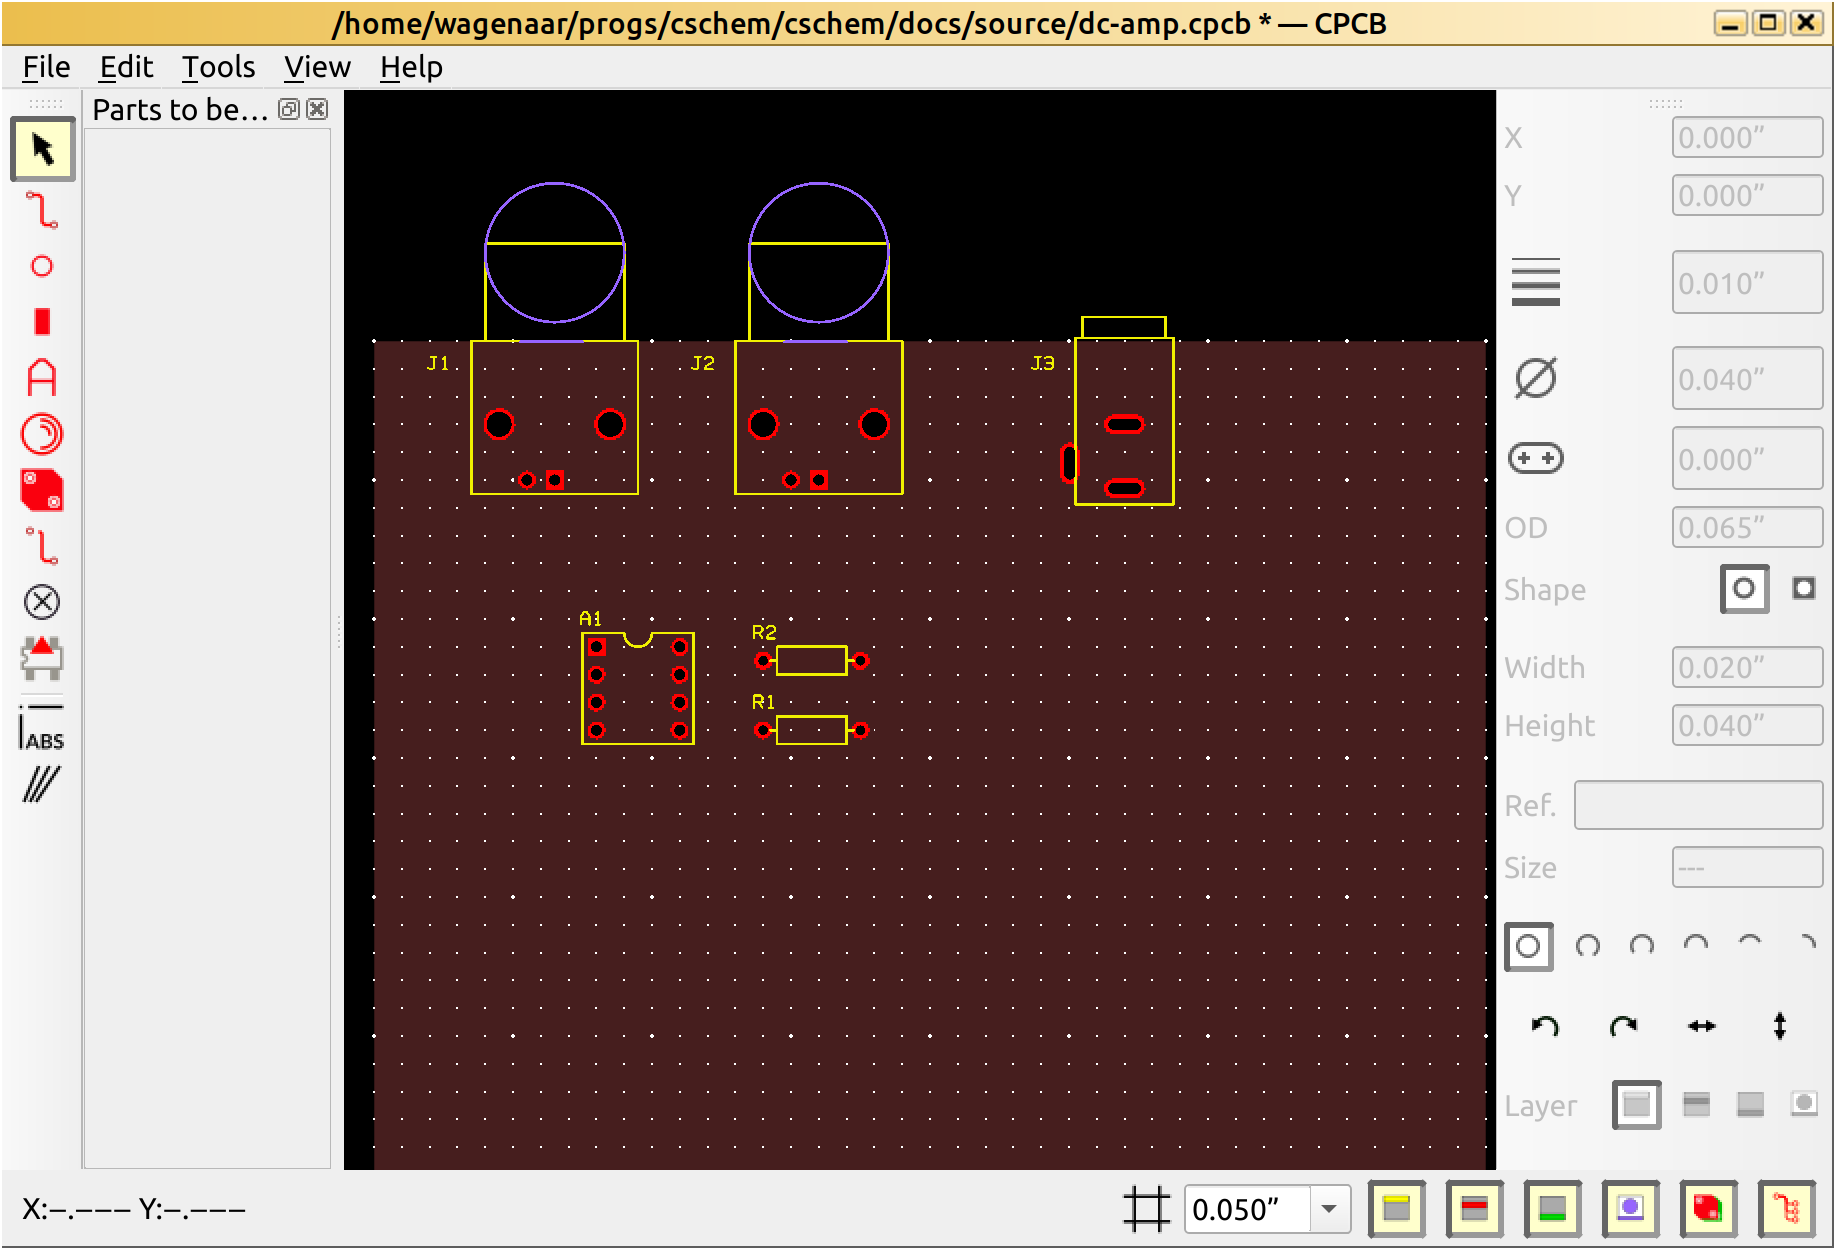 /home/wagenaar/progs/cschem/cschem/docs/source/dc-amp.cpcb * — CPCB
File Edit Tools View Help
Parts to be...
X 0.000”
Y 0.000”
0.010”
0.040”
0.000”
OD 0.065”
Shape
Width 0.020”
Height 0.040”
Ref.
Size ---
Layer
ABS
J1 J2 J3
A1
R2
R1
X:–.––– Y:–.–––
0.050”